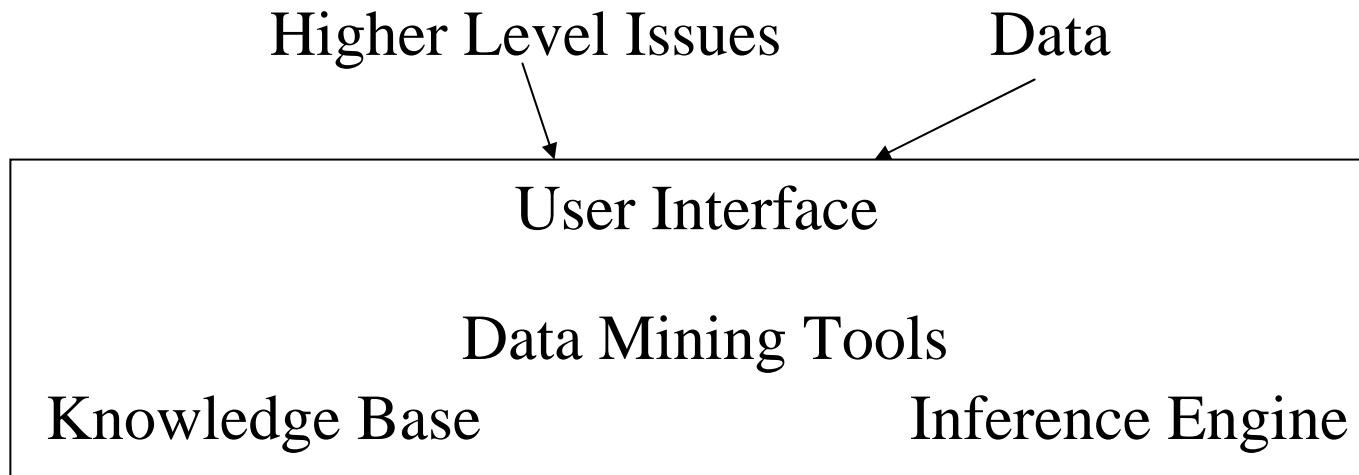 Higher Level Issues Data
User Interface
Data Mining Tools
Knowledge Base Inference Engine